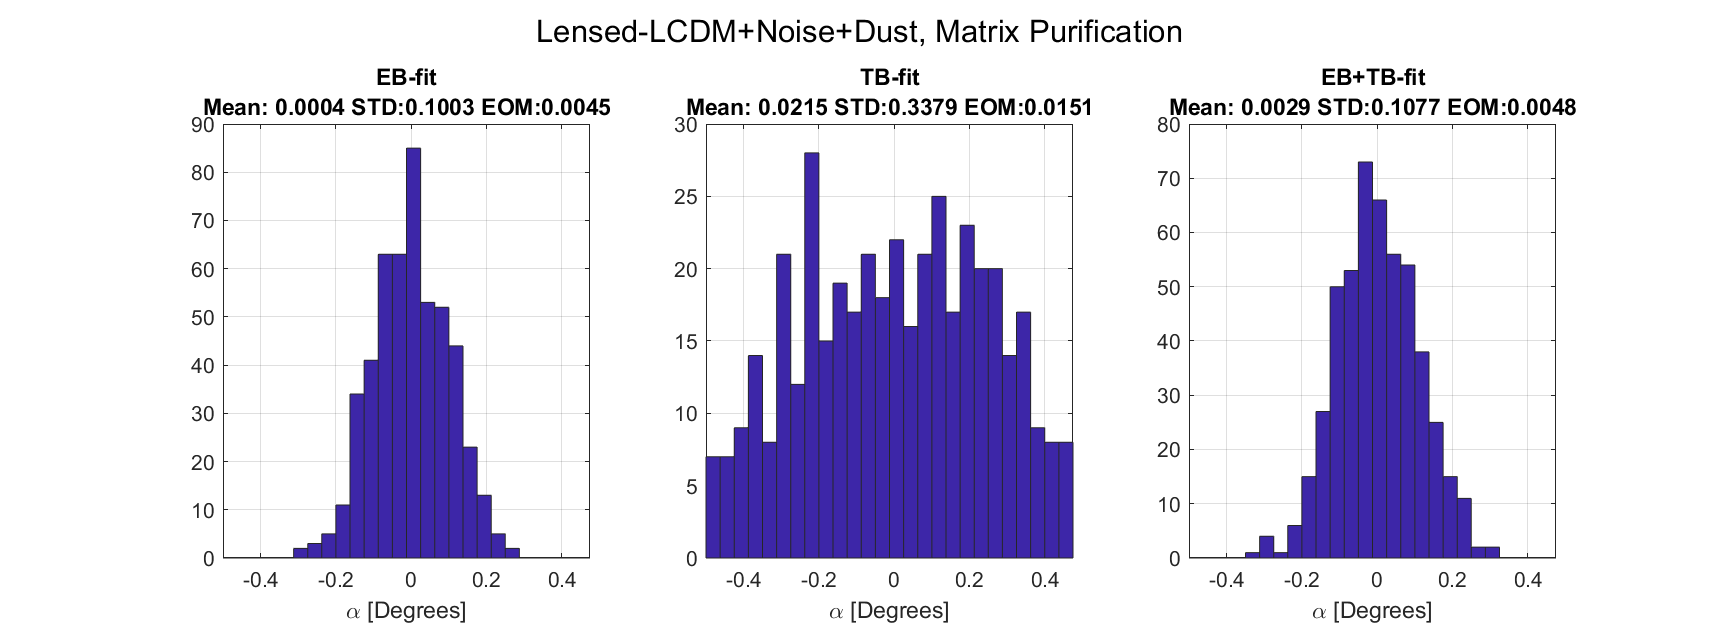 Lensed-LCDM+Noise+Dust, Matrix Purification
EB-fit
Mean: 0.0004 STD:0.1003 EOM:0.0045
90
80
70
60
50
40
30
20
10
0
-0.4 -0.2 0 0.2 0.4
α [Degrees]
TB-fit
Mean: 0.0215 STD:0.3379 EOM:0.0151
30
25
20
15
10
5
0
-0.4 -0.2 0 0.2 0.4
α [Degrees]
EB+TB-fit
Mean: 0.0029 STD:0.1077 EOM:0.0048
80
70
60
50
40
30
20
10
0
-0.4 -0.2 0 0.2 0.4
α [Degrees]